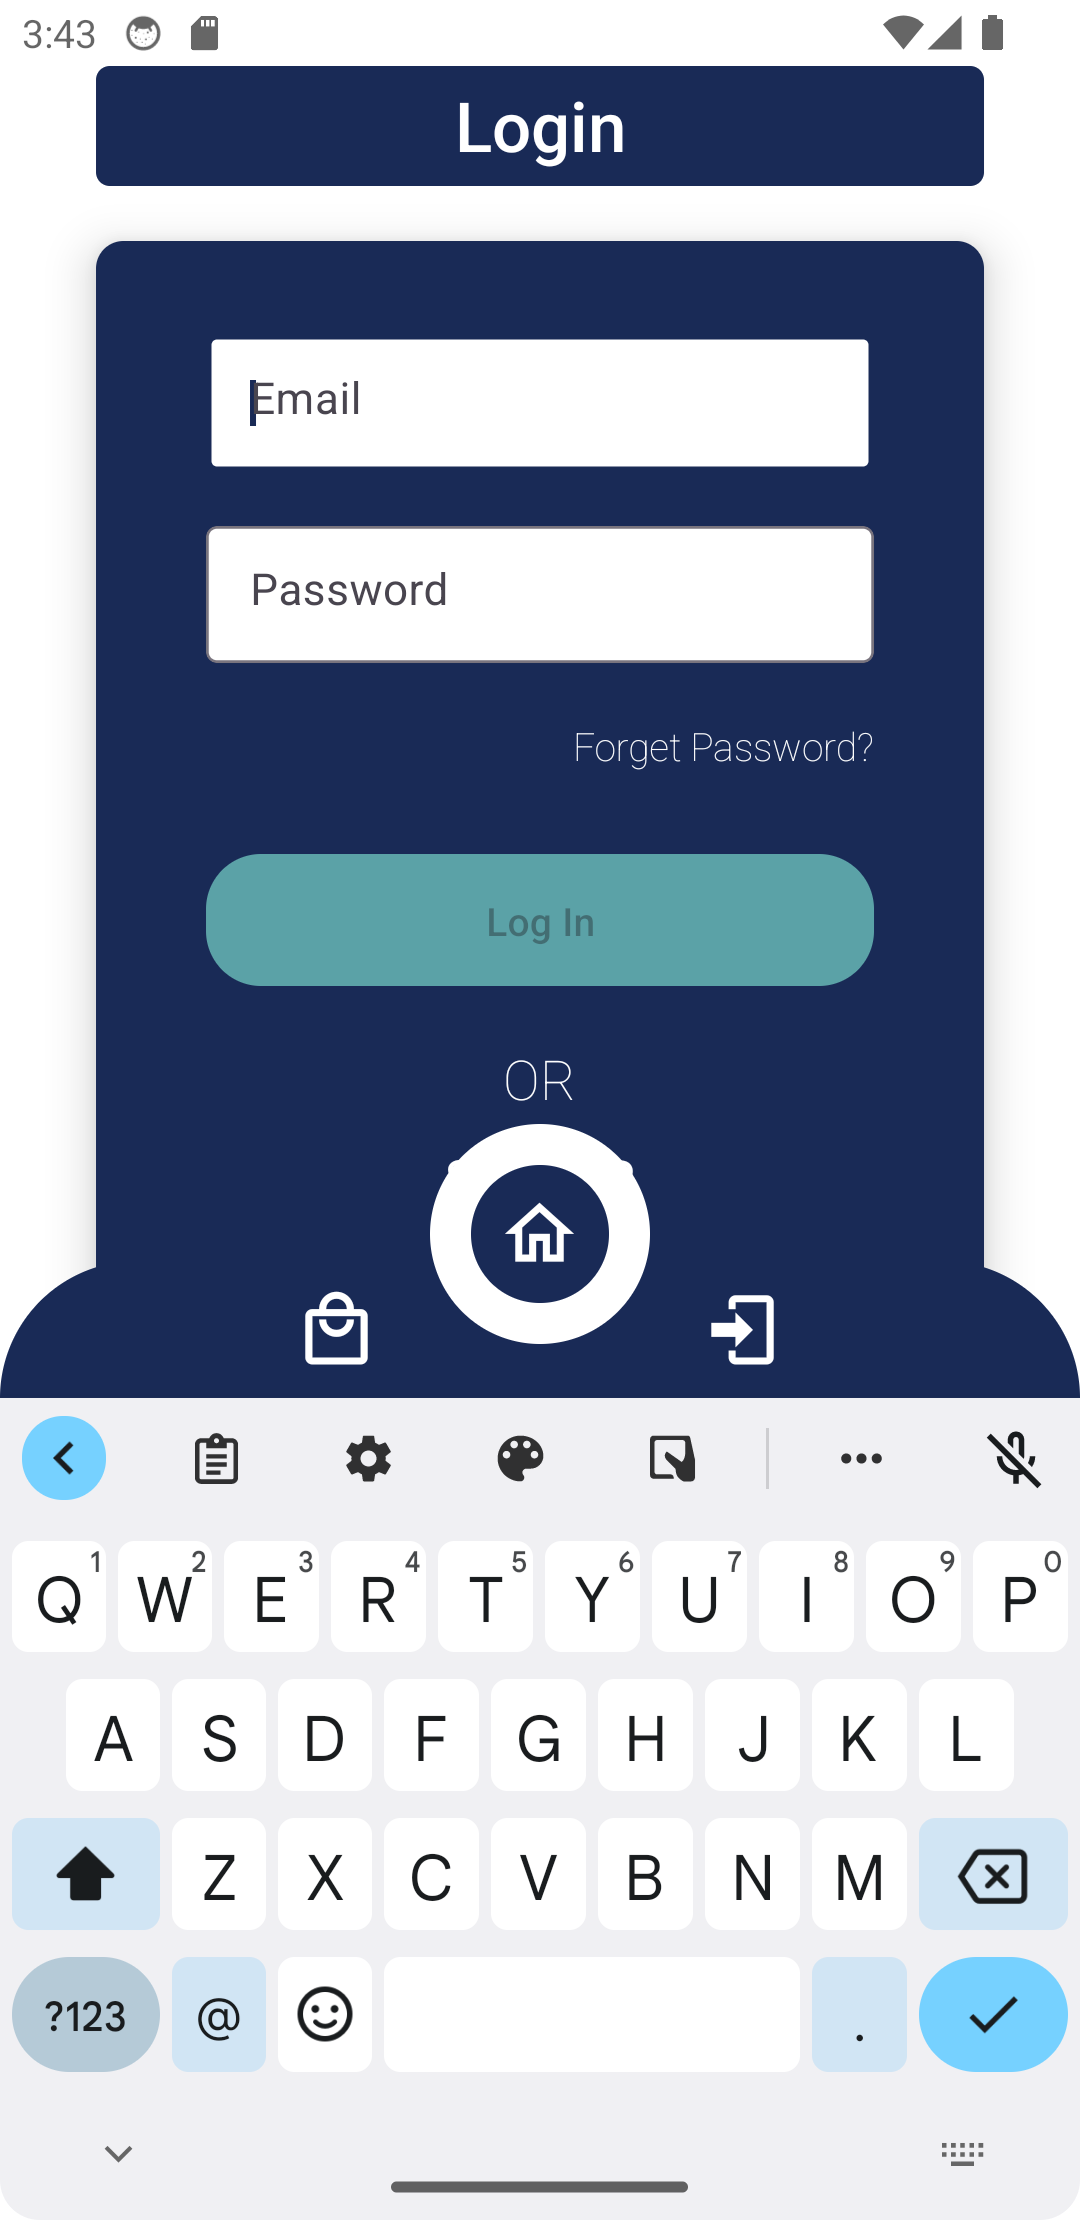 3:43
Login
Email
Password
Forget Password?
Log In
OR
Q 1 W 2 E 3 R 4 T 5 Y 6 U 7 I 8 O 9 P 0
A S D F G H J K L
Z X C V B N M
?123 @ .